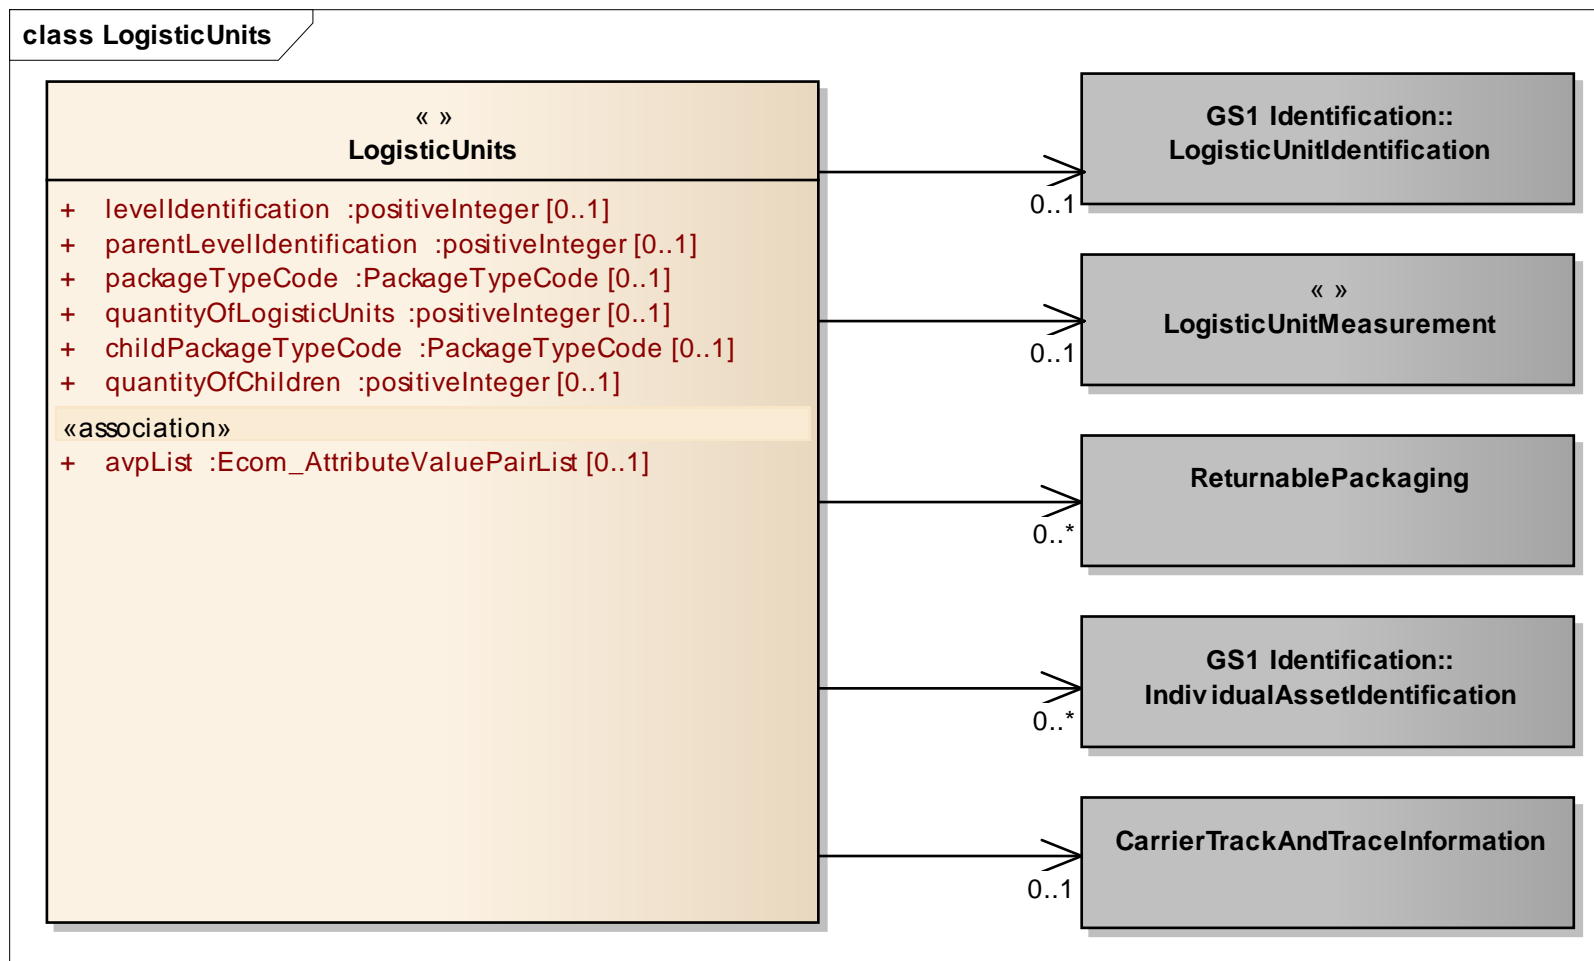 class LogisticUnits
« »
LogisticUnits
+ levelIdentification :positiveInteger [0..1]
+ parentLevelIdentification :positiveInteger [0..1]
+ packageTypeCode :PackageTypeCode [0..1]
+ quantityOfLogisticUnits :positiveInteger [0..1]
+ childPackageTypeCode :PackageTypeCode [0..1]
+ quantityOfChildren :positiveInteger [0..1]
«association»
+ avpList :Ecom_AttributeValuePairList [0..1]
GS1 Identification::
LogisticUnitIdentification
0..1
« »
LogisticUnitMeasurement
0..1
ReturnablePackaging
0..*
GS1 Identification::
IndividualAssetIdentification
0..*
CarrierTrackAndTraceInformation
0..1